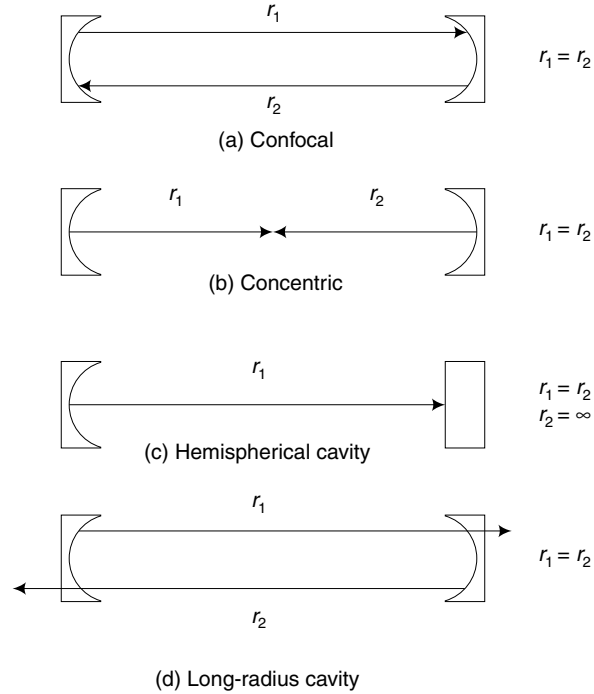 r1
r1 = r2
r2
(a) Confocal
r1
r2
r1 = r2
(b) Concentric
r1
r1 = r2
r2 = ∞
(c) Hemispherical cavity
r1
r1 = r2
r2
(d) Long-radius cavity